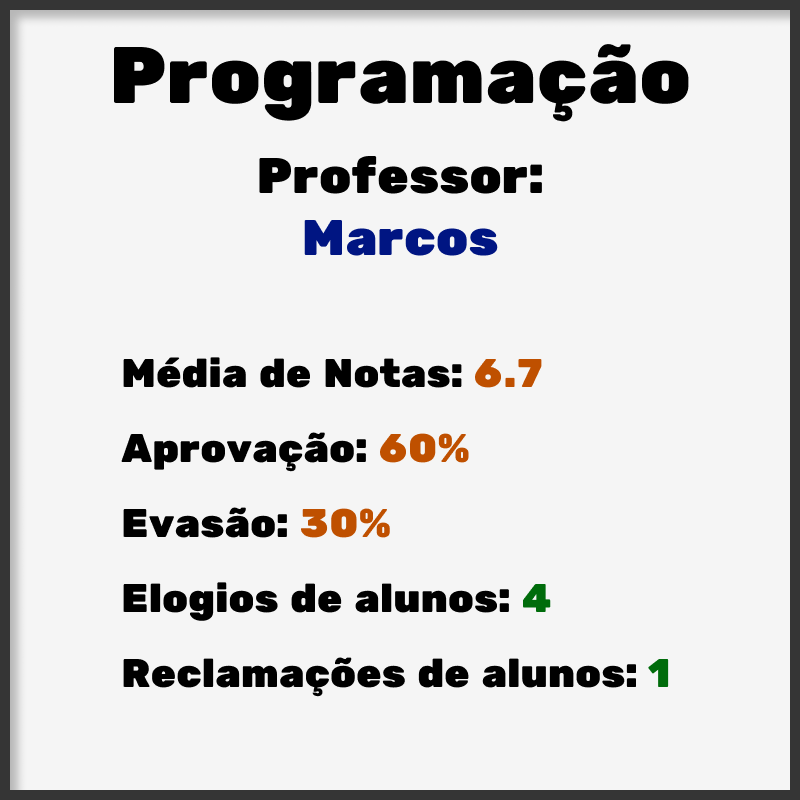 Programação
Professor:
Marcos
Média de Notas: 6.7
Aprovação: 60%
Evasão: 30%
Elogios de alunos: 4
Reclamações de alunos: 1